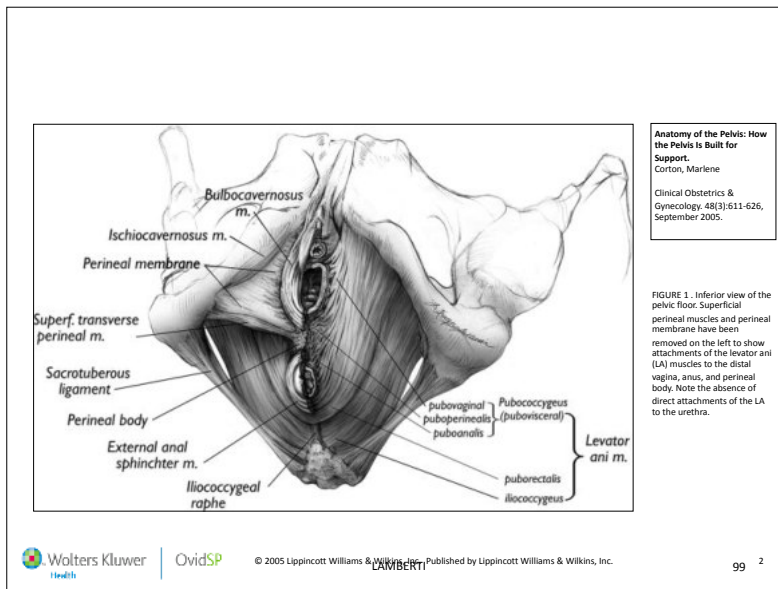 Anatomy of the Pelvis: How
the Pelvis Is Built for
Support.
Corton, Marlene
Clinical Obstetrics &
Gynecology. 48(3):611-626,
September 2005.
Bulbocavernosus
m.
Ischiocavernosus m.
Perineal membrane
Superf. transverse
perineal m.
Sacrotuberous
ligament
Perineal body
External anal
sphinchter m.
Iliococcygeal
raphe
pubovaginal
puboperinealis
puboanalis
Pubococcygeus
(pubovisceral)
puborectalis
iliococcygeus
Levator
ani m.
FIGURE 1 . Inferior view of the
pelvic floor. Superficial
perineal muscles and perineal
membrane have been
removed on the left to show
attachments of the levator ani
(LA) muscles to the distal
vagina, anus, and perineal
body. Note the absence of
direct attachments of the LA
to the urethra.
Wolters Kluwer
Health
OvidSP
© 2005 Lippincott Williams & Wilkins, Inc. Published by Lippincott Williams & Wilkins, Inc.
LAMBERTI
99
2